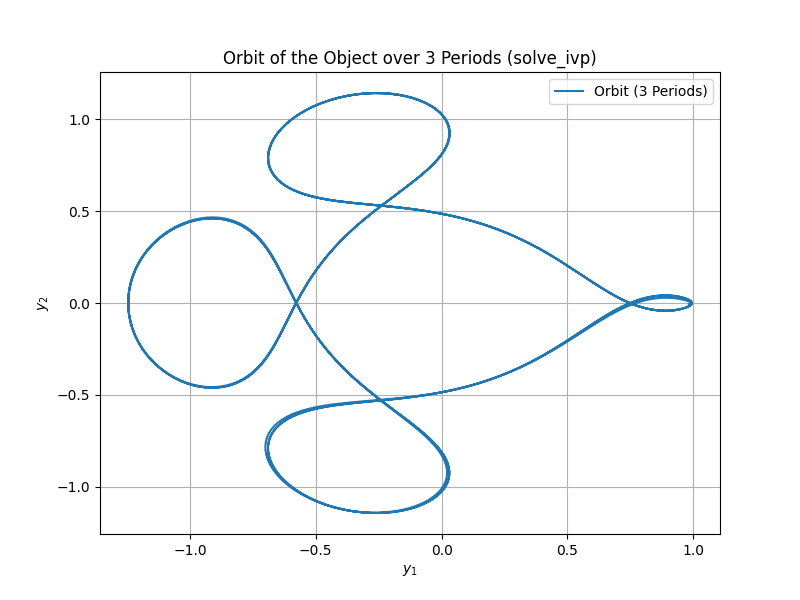 Orbit of the Object over 3 Periods (solve_ivp)
Orbit (3 Periods)
1.0
0.5
0.0
−0.5
−1.0
y₂
−1.0 −0.5 0.0 0.5 1.0
y₁